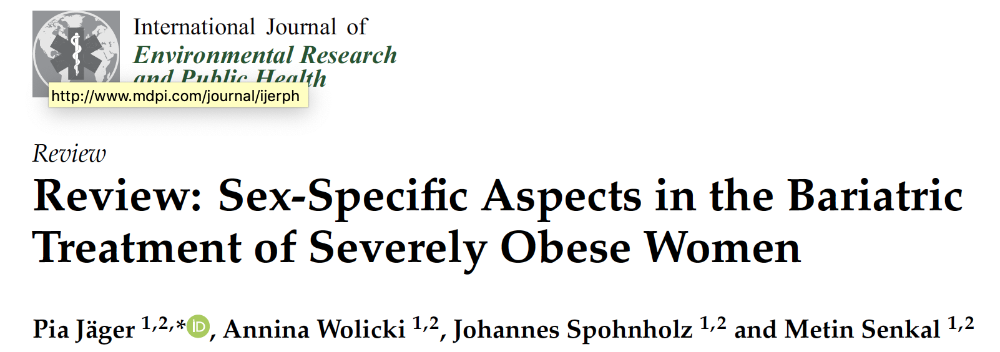 International Journal of
Environmental Research
and Public Health
http://www.mdpi.com/journal/ijerph
Review
Review: Sex-Specific Aspects in the Bariatric
Treatment of Severely Obese Women
Pia Jäger 1,2,* iD, Annina Wolicki 1,2, Johannes Spohnholz 1,2 and Metin Senkal 1,2